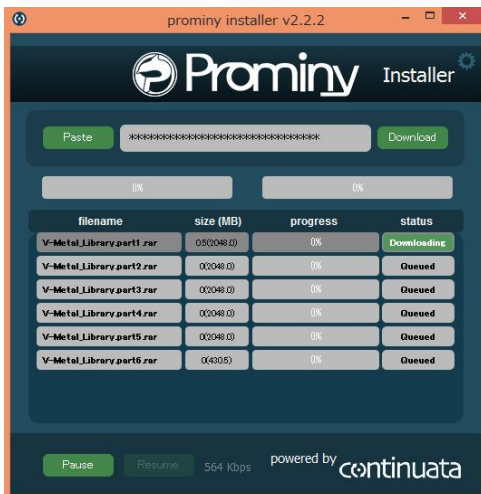 prominy installer v2.2.2
Prominy Installer
Paste ********************************** Download
0% 0%
filename size (MB) progress status
V-Metal_Library.part1.rar 0.5(2048.0) 0% Downloading
V-Metal_Library.part2.rar 0(2048.0) 0% Queued
V-Metal_Library.part3.rar 0(2048.0) 0% Queued
V-Metal_Library.part4.rar 0(2048.0) 0% Queued
V-Metal_Library.part5.rar 0(2048.0) 0% Queued
V-Metal_Library.part6.rar 0(430.5) 0% Queued
Pause Resume 564 Kbps powered by continuata